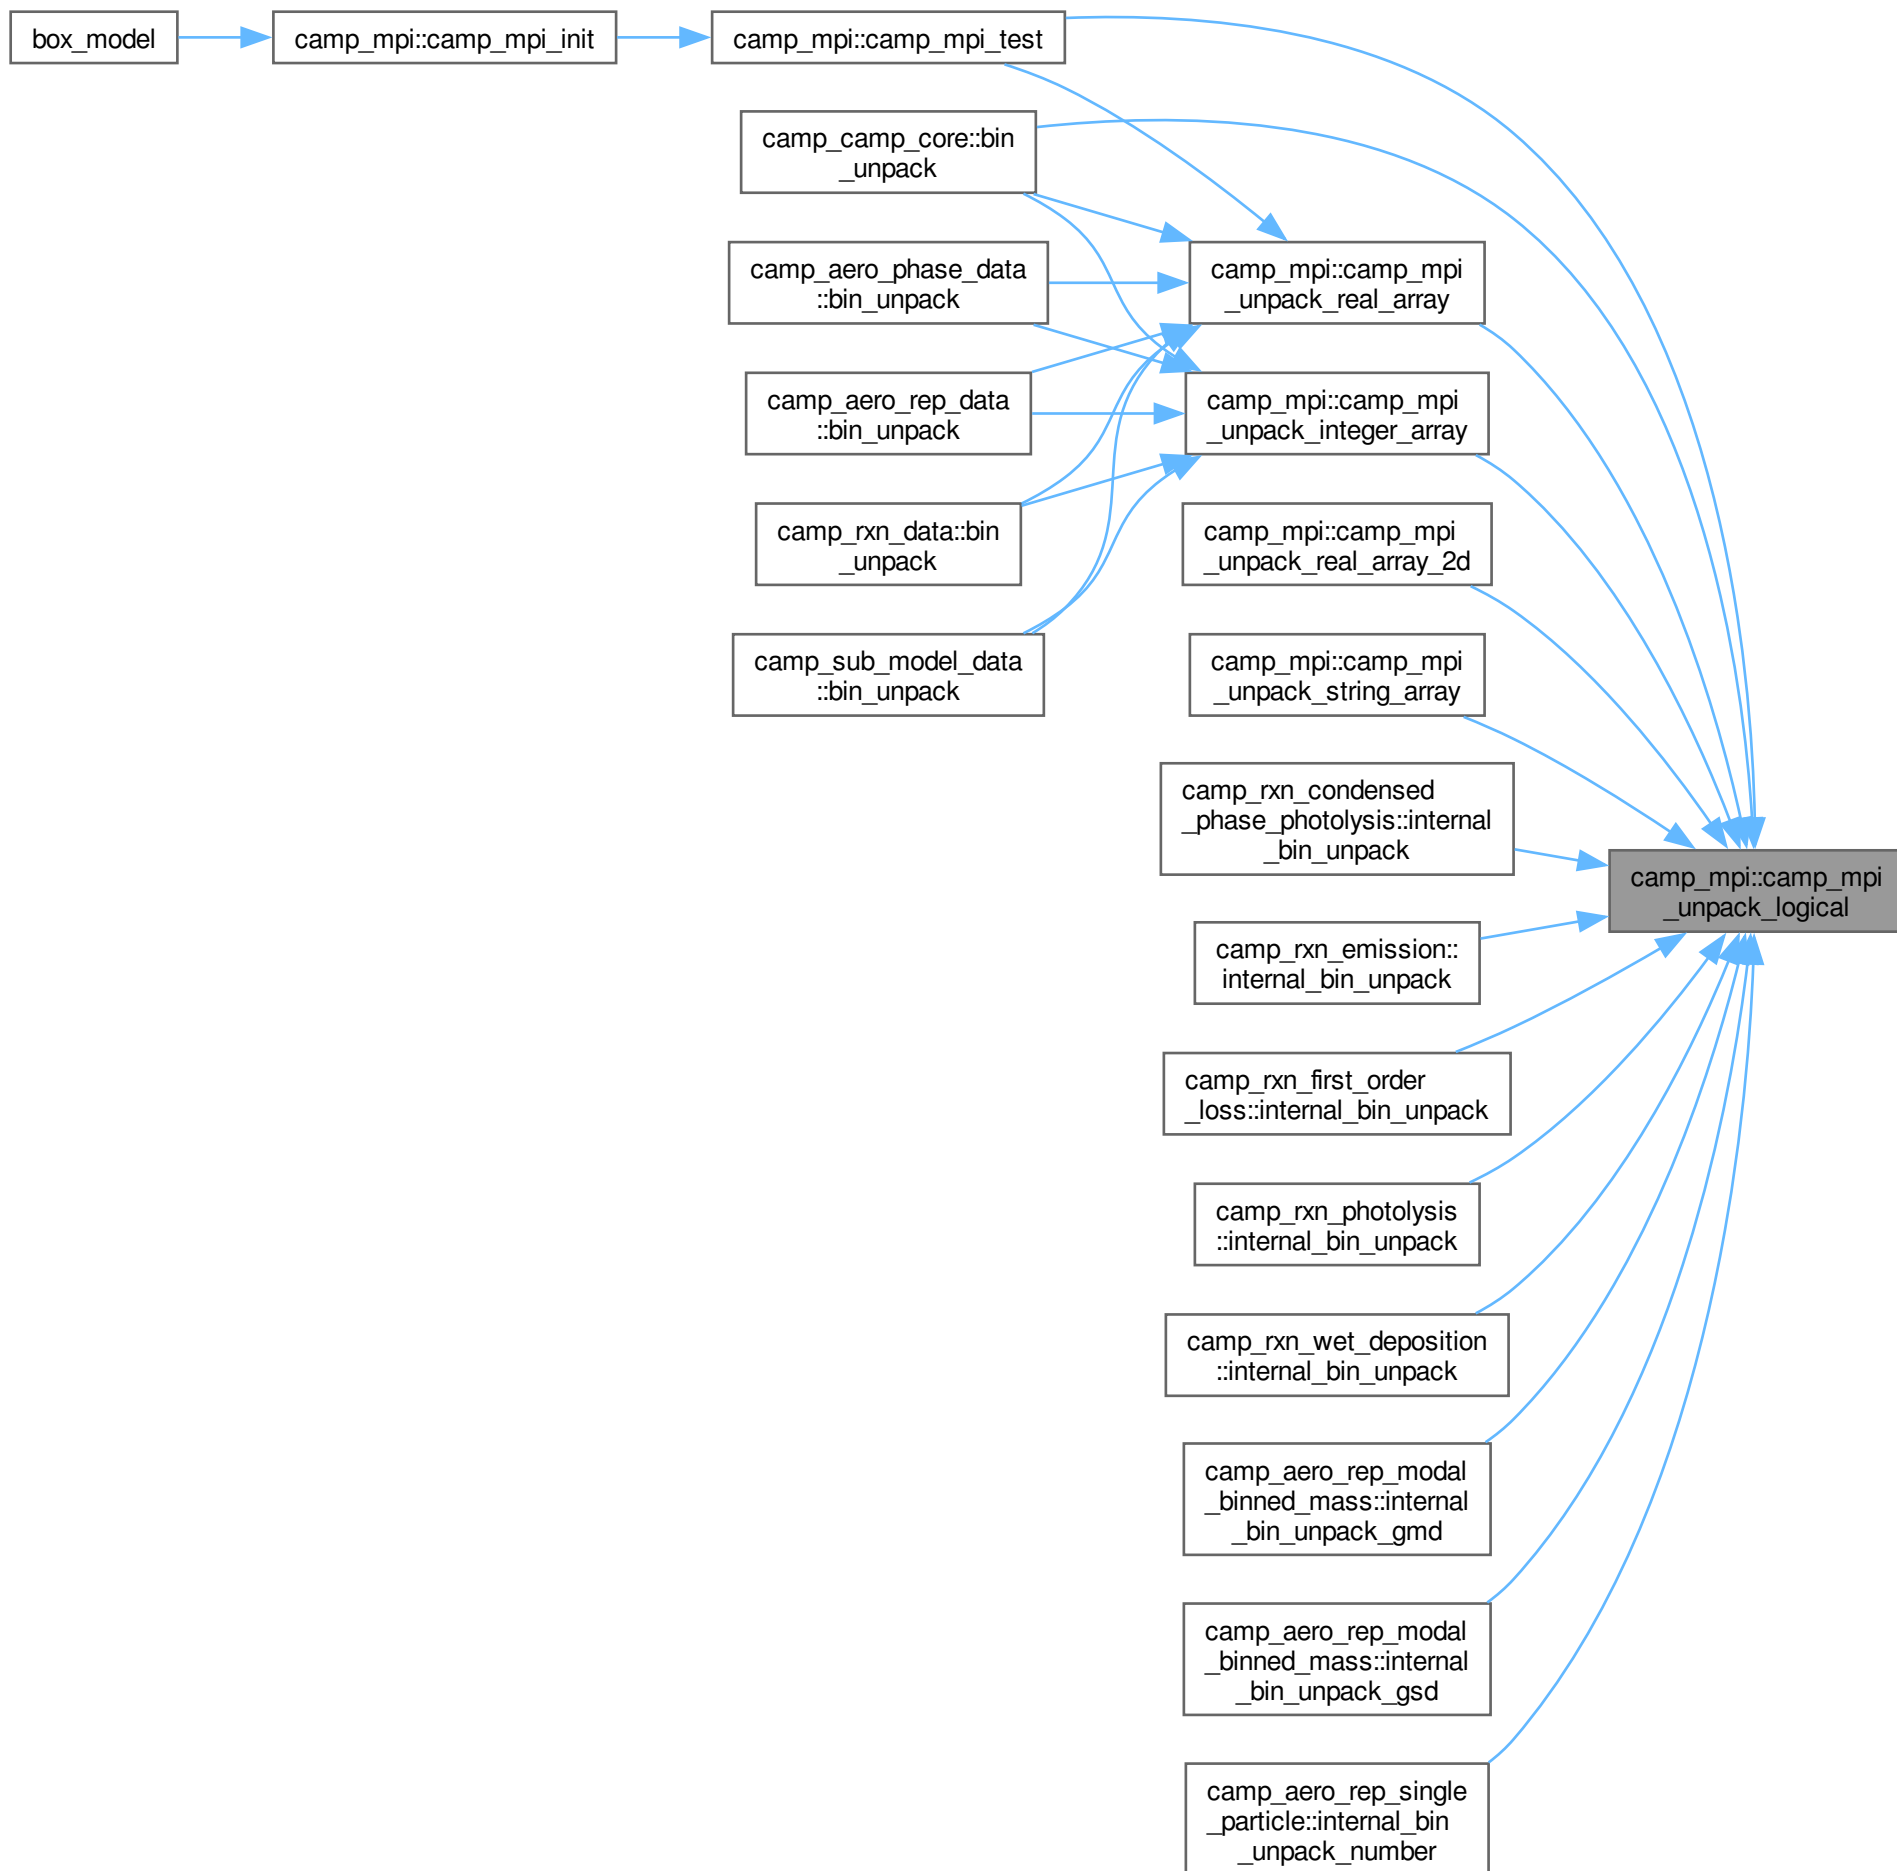 box_model
camp_mpi::camp_mpi_init
camp_mpi::camp_mpi_test
camp_camp_core::bin
_unpack
camp_aero_phase_data
::bin_unpack
camp_mpi::camp_mpi
_unpack_real_array
camp_aero_rep_data
::bin_unpack
camp_mpi::camp_mpi
_unpack_integer_array
camp_rxn_data::bin
_unpack
camp_mpi::camp_mpi
_unpack_real_array_2d
camp_sub_model_data
::bin_unpack
camp_mpi::camp_mpi
_unpack_string_array
camp_rxn_condensed
_phase_photolysis::internal
_bin_unpack
camp_mpi::camp_mpi
_unpack_logical
camp_rxn_emission::
internal_bin_unpack
camp_rxn_first_order
_loss::internal_bin_unpack
camp_rxn_photolysis
::internal_bin_unpack
camp_rxn_wet_deposition
::internal_bin_unpack
camp_aero_rep_modal
_binned_mass::internal
_bin_unpack_gmd
camp_aero_rep_modal
_binned_mass::internal
_bin_unpack_gsd
camp_aero_rep_single
_particle::internal_bin
_unpack_number